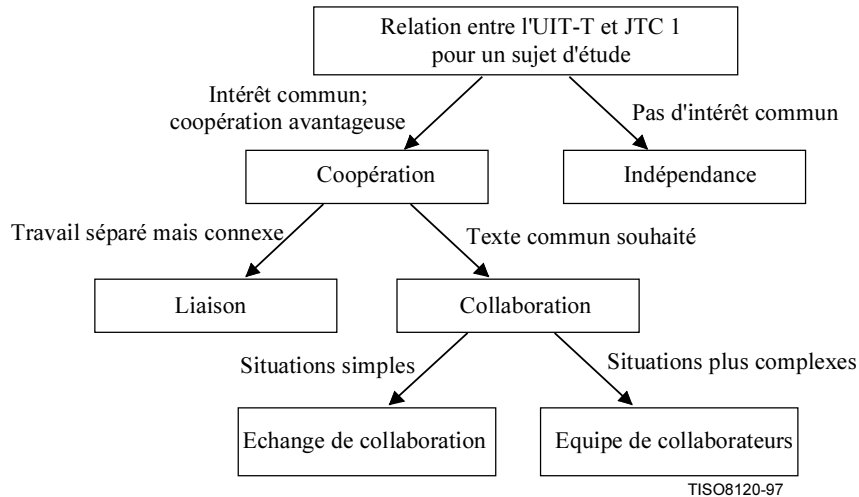 Relation entre l'UIT-T et JTC 1
pour un sujet d'étude
Intérêt commun;
coopération avantageuse
Pas d'intérêt commun
Coopération
Indépendance
Travail séparé mais connexe
Texte commun souhaité
Liaison
Collaboration
Situations simples
Situations plus complexes
Echange de collaboration
Equipe de collaborateurs
TISO8120-97